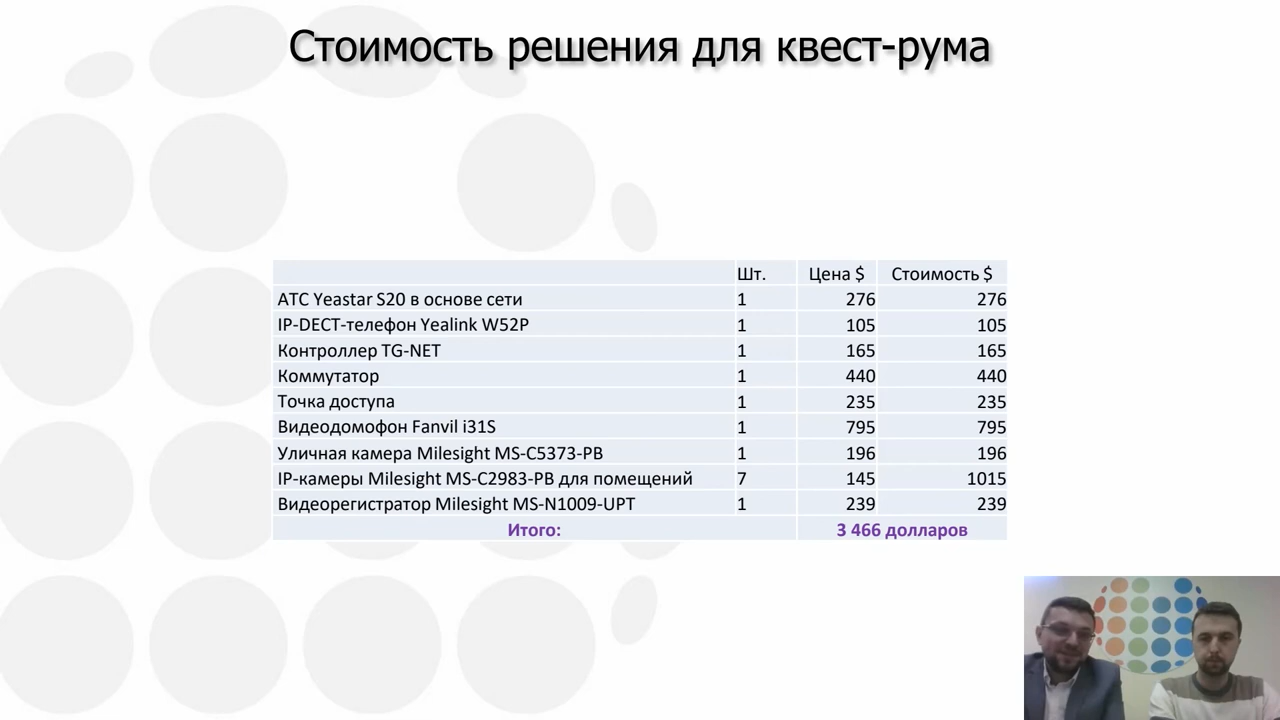 Стоимость решения для квест-рума
Шт. Цена $ Стоимость $
АТС Yeastar S20 в основе сети 1 276 276
IP-DECT-телефон Yealink W52P 1 105 105
Контроллер TG-NET 1 165 165
Коммутатор 1 440 440
Точка доступа 1 235 235
Видеодомофон Fanvil i31S 1 795 795
Уличная камера Milesight MS-C5373-PB 1 196 196
IP-камеры Milesight MS-C2983-PB для помещений 7 145 1015
Видеорегистратор Milesight MS-N1009-UPT 1 239 239
Итого: 3 466 долларов